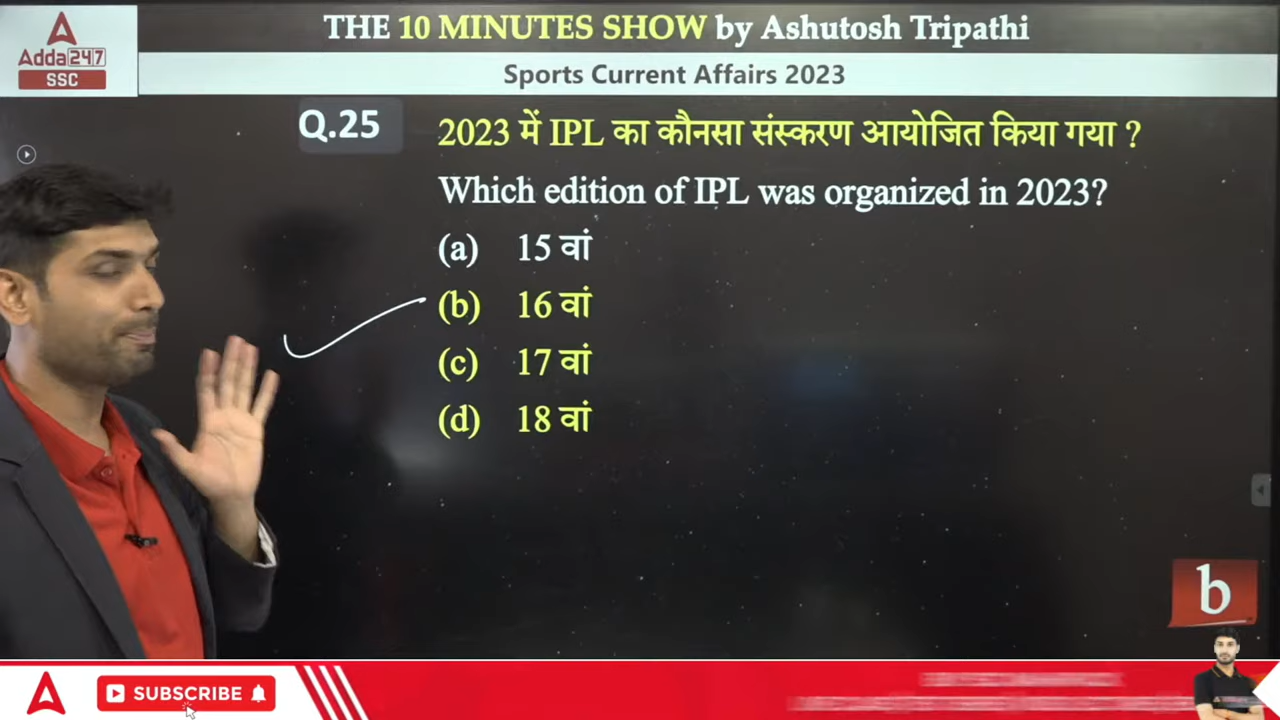 THE 10 MINUTES SHOW by Ashutosh Tripathi
Adda247
SSC
Sports Current Affairs 2023
Q.25 2023 में IPL का कौनसा संस्करण आयोजित किया गया ?
Which edition of IPL was organized in 2023?
(a) 15 वां
(b) 16 वां
(c) 17 वां
(d) 18 वां
b
SUBSCRIBE